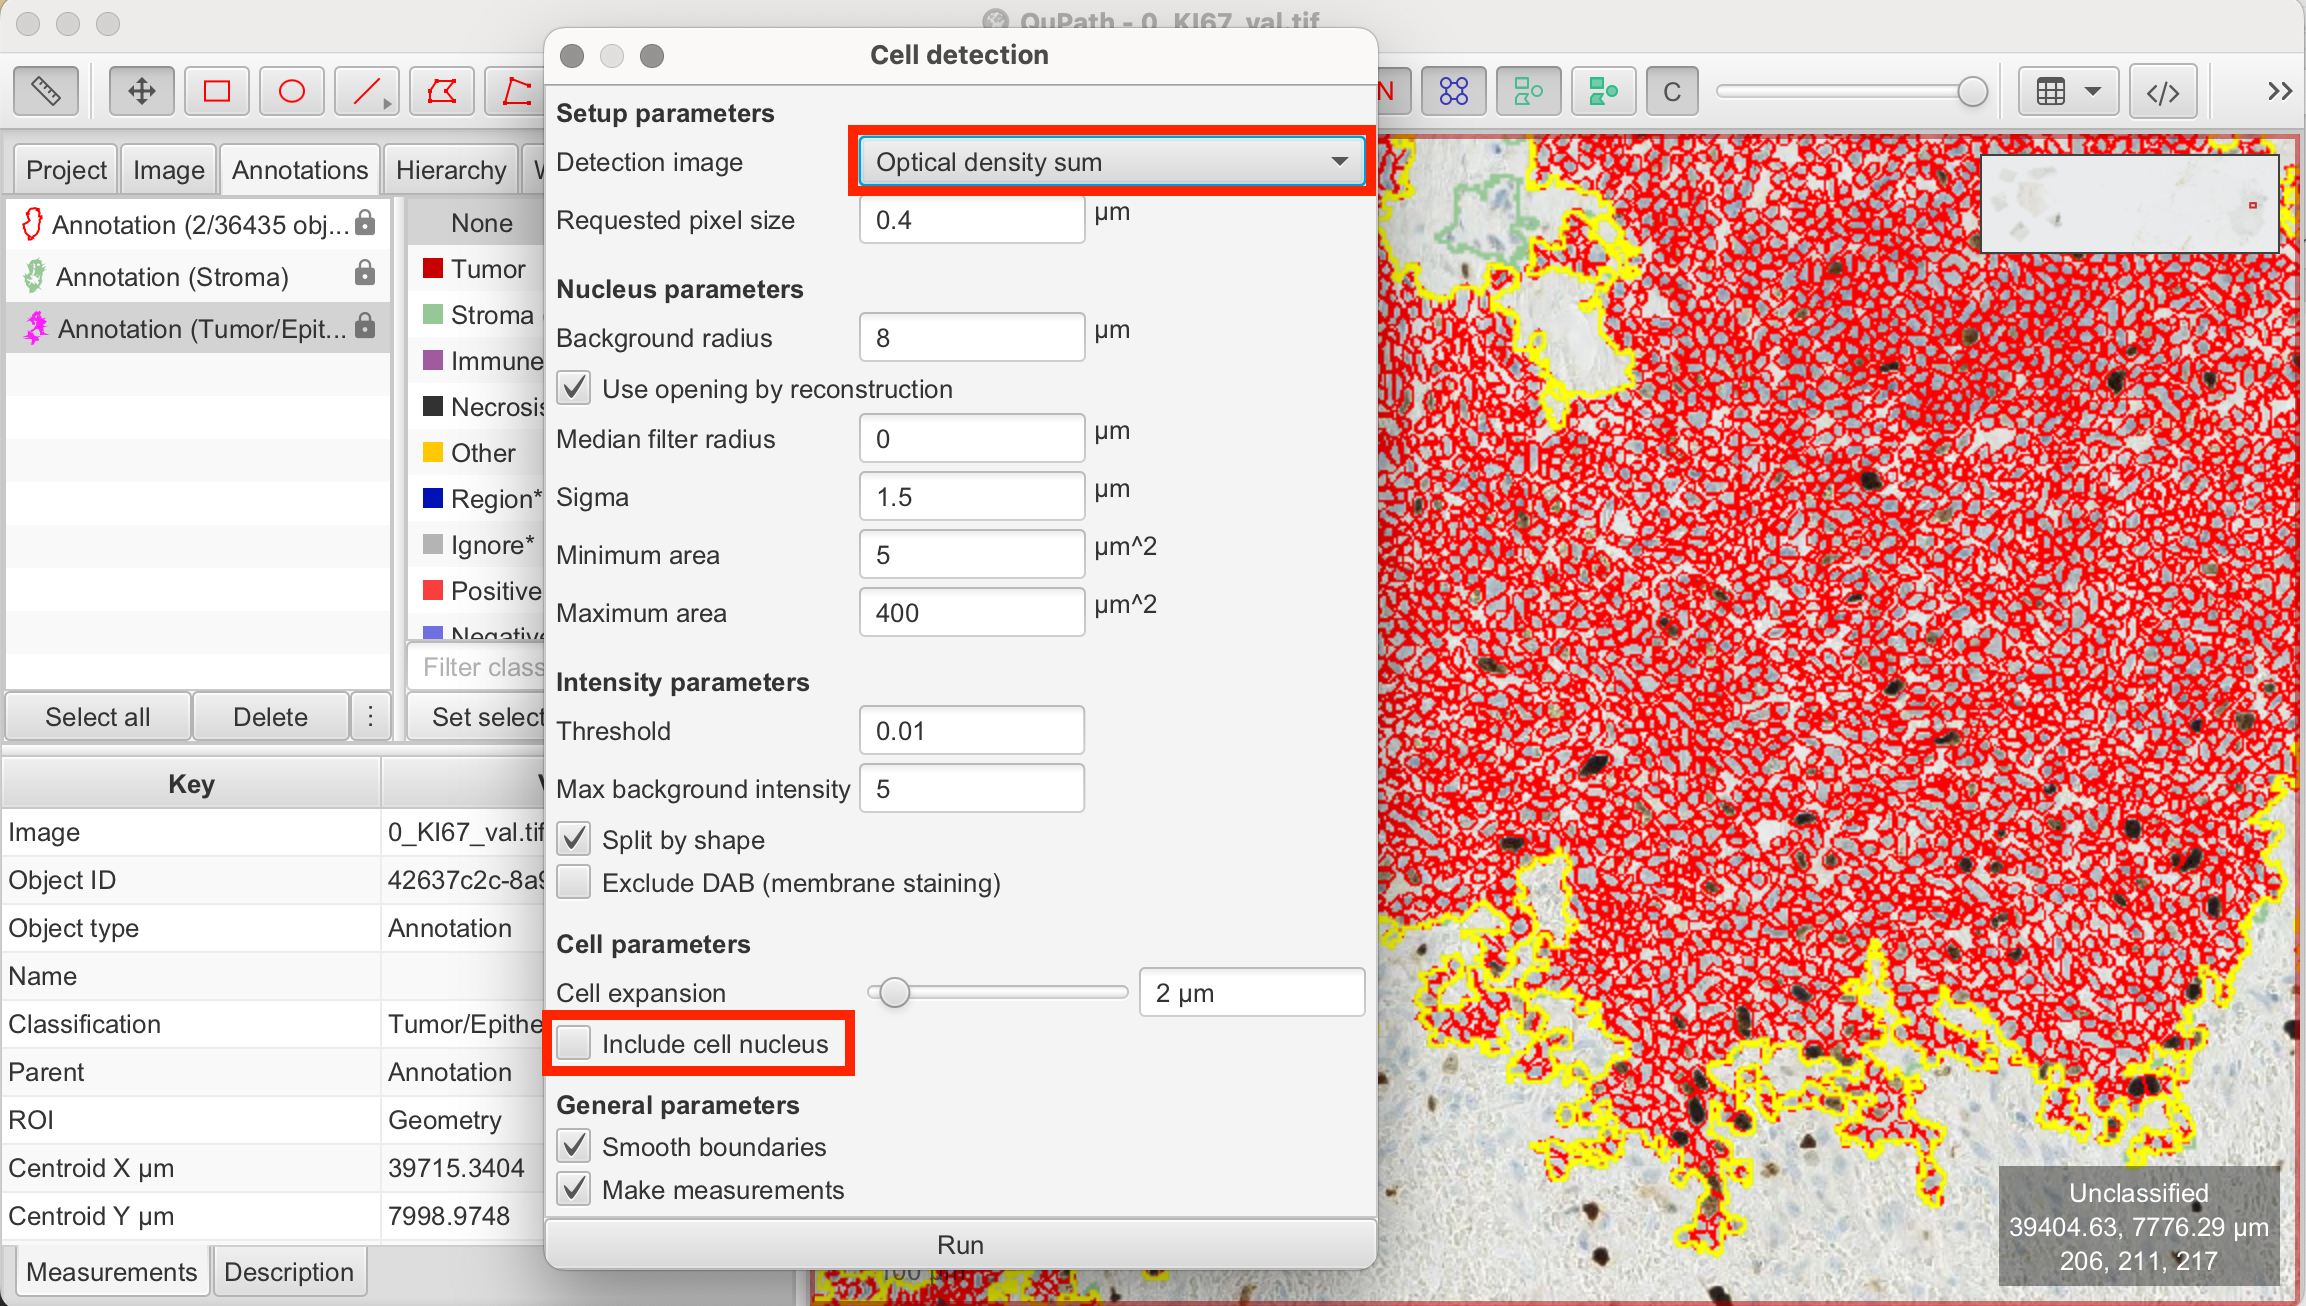 QuPath - 0_KI67_val.tif
Cell detection
N
C
</>
Project
Image
Annotations
Hierarchy
Annotation (2/36435 obj...
Annotation (Stroma)
Annotation (Tumor/Epit...
None
Tumor
Stroma
Immune
Necrosis
Other
Region*
Ignore*
Positive
Negative
Filter class
Select all
Delete
⋮
Set select
Key
Image
0_KI67_val.tif
Object ID
42637c2c-8a9
Object type
Annotation
Name
Classification
Tumor/Epithe
Parent
Annotation
ROI
Geometry
Centroid X µm
39715.3404
Centroid Y µm
7998.9748
Measurements
Description
Setup parameters
Detection image
Optical density sum
Requested pixel size
0.4
µm
Nucleus parameters
Background radius
8
µm
Use opening by reconstruction
Median filter radius
0
µm
Sigma
1.5
µm
Minimum area
5
µm^2
Maximum area
400
µm^2
Intensity parameters
Threshold
0.01
Max background intensity
5
Split by shape
Exclude DAB (membrane staining)
Cell parameters
Cell expansion
2 µm
Include cell nucleus
General parameters
Smooth boundaries
Make measurements
Run
Unclassified
39404.63, 7776.29 µm
206, 211, 217